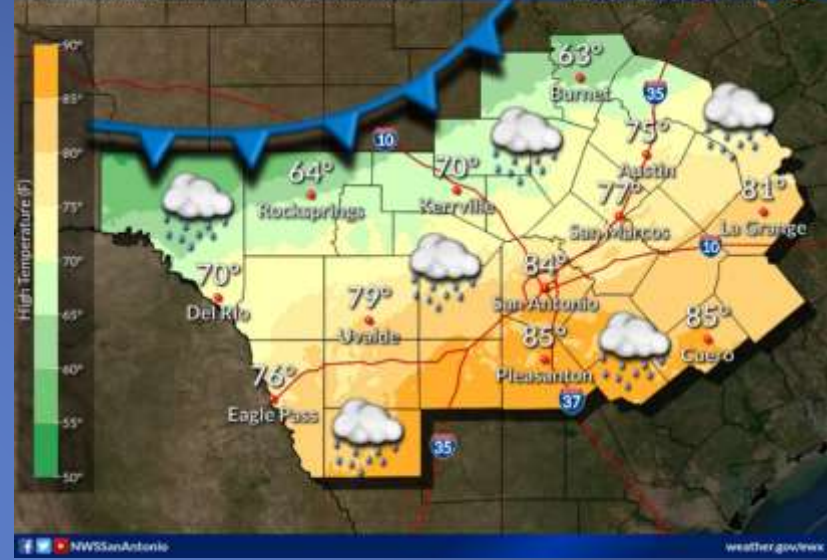 High Temperature (F)
90°
85°
80°
75°
70°
65°
60°
55°
50°
63°
Burnet
35
75°
Austin
10
64°
Rocksprings
70°
Kerrville
77°
San Marcos
81°
La Grange
10
70°
Del Rio
79°
Uvalde
84°
San Antonio
85°
Pleasanton
85°
Cuero
76°
Eagle Pass
37
35
NWSSanAntonio
weather.gov/ewx